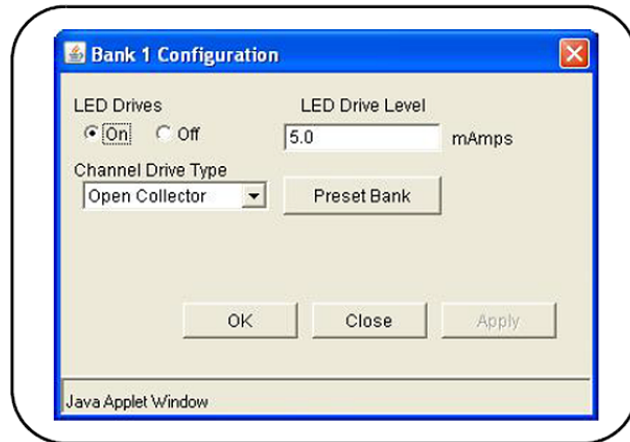 Bank 1 Configuration
LED Drives
On Off
LED Drive Level
5.0 mAmps
Channel Drive Type
Open Collector
Preset Bank
OK Close Apply
Java Applet Window